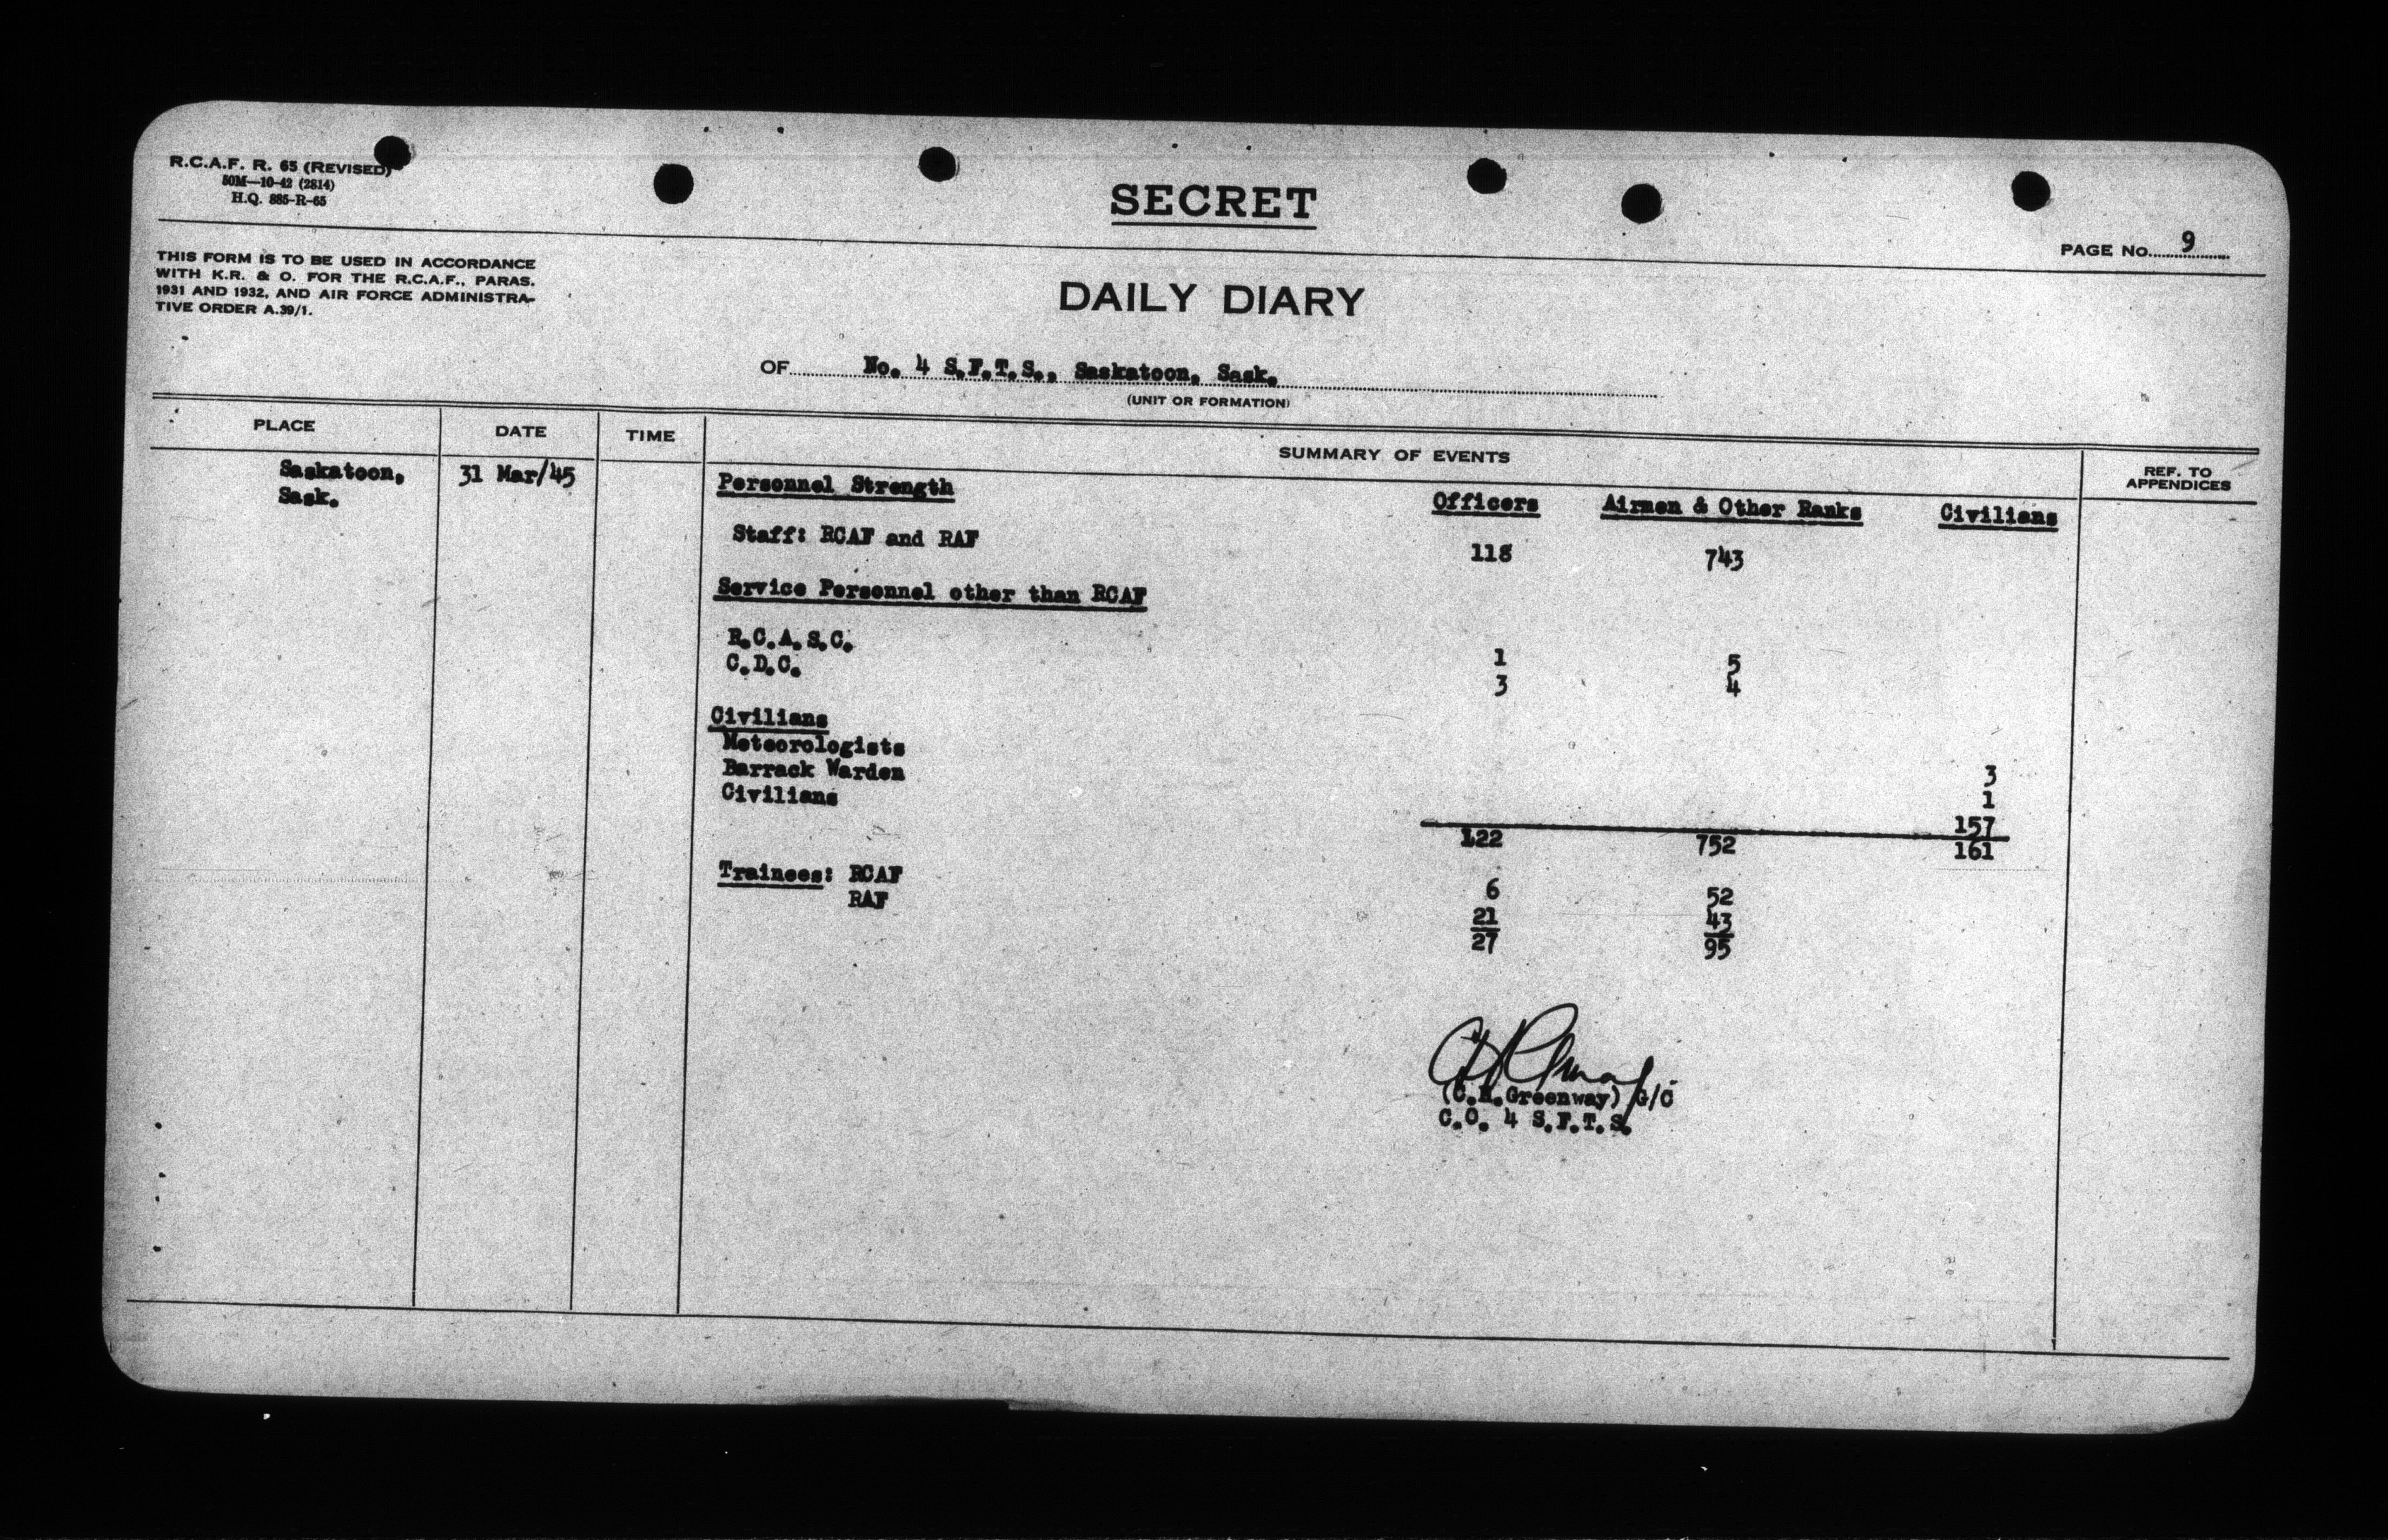 R.C.A.F. R. 65 (REVISED)
50M—10-42 (2814)
H.Q. 885-R-65
SECRET
PAGE No. 9
THIS FORM IS TO BE USED IN ACCORDANCE
WITH K.R. & O. FOR THE R.C.A.F., PARAS.
1931 AND 1932, AND AIR FORCE ADMINISTRA-
TIVE ORDER A.39/1.
DAILY DIARY
OF No. 4 S.F.T.S., Saskatoon, Sask.
(UNIT OR FORMATION)
PLACE DATE TIME SUMMARY OF EVENTS REF. TO
APPENDICES
Saskatoon, 31 Mar/45
Sask.
Personnel Strength Officers Airmen & Other Ranks Civilians
Staff: RCAF and RAF 118 743
Service Personnel other than RCAF
R.C.A.S.C. 1 5
C.D.C. 3 4
Civilians
Meteorologists 3
Barrack Warden 1
Civilians 157
122 752 161
Trainees: RCAF 6 52
RAF 21 43
27 95
(C.H.Greenway) G/C
C.O. 4 S.F.T.S.